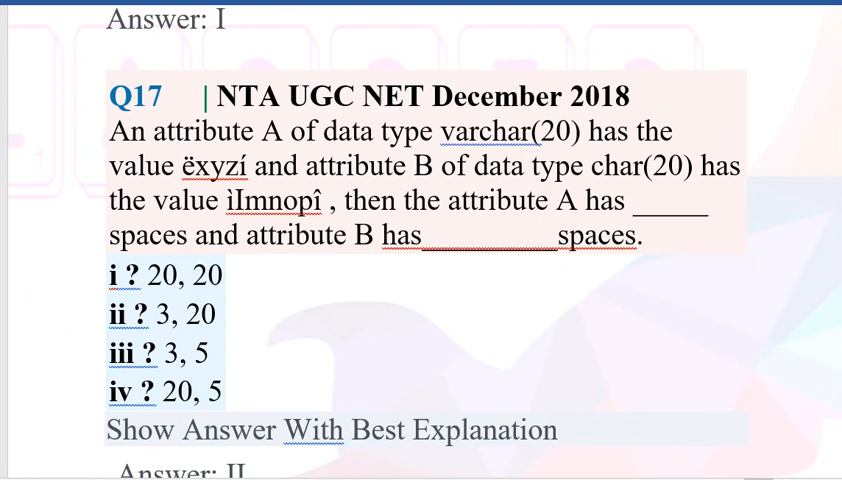 Answer: I
Q17 | NTA UGC NET December 2018
An attribute A of data type varchar(20) has the
value ëxyzí and attribute B of data type char(20) has
the value ìImnopî , then the attribute A has _____
spaces and attribute B has_________spaces.
i ? 20, 20
ii ? 3, 20
iii ? 3, 5
iv ? 20, 5
Show Answer With Best Explanation
Answer: II